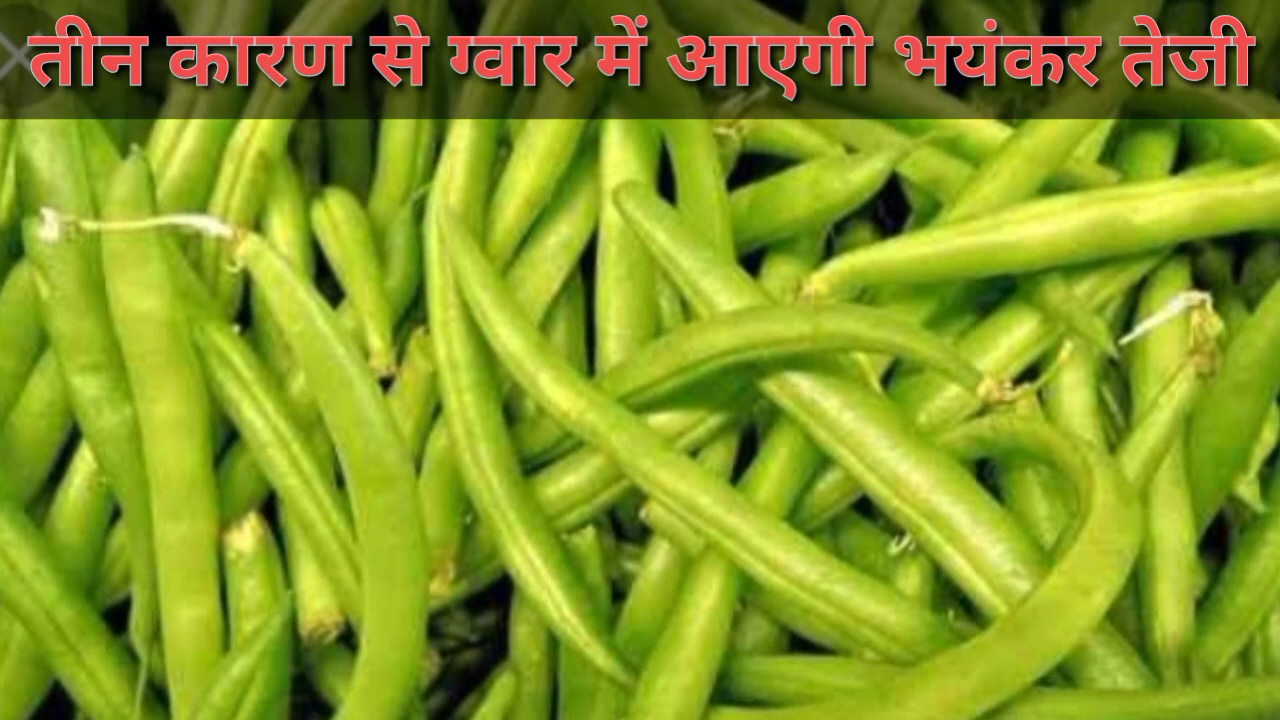 तीन कारण से ग्वार में आएगी भयंकर तेजी